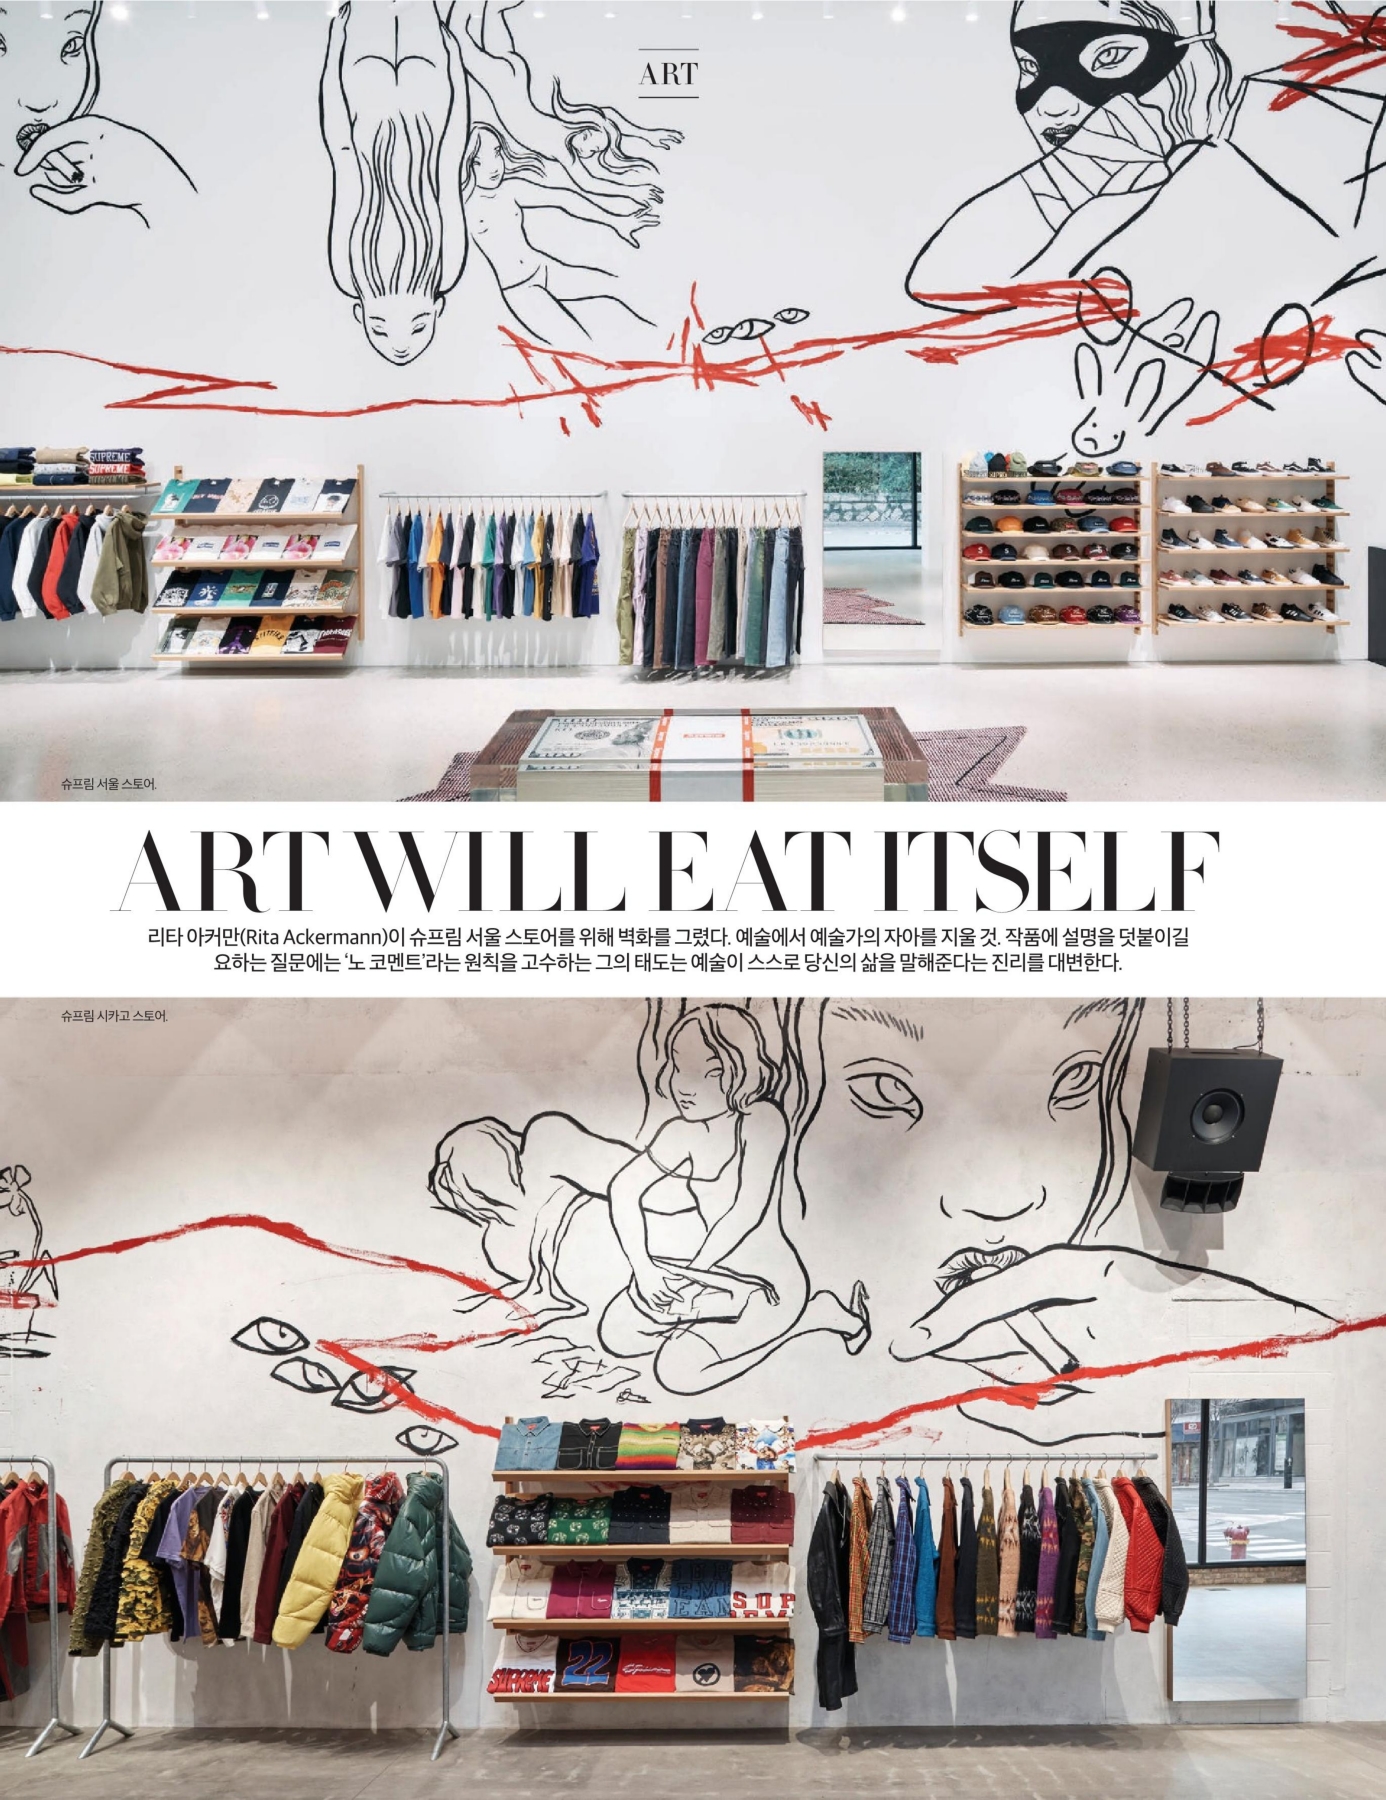 ART
SUPREME
SUPREME
슈프림 서울 스토어.
ART WILL EAT ITSELF
리타 아커만(Rita Ackermann)이 슈프림 서울 스토어를 위해 벽화를 그렸다. 예술에서 예술가의 자아를 지울 것. 작품에 설명을 덧붙이길
요하는 질문에는 ‘노 코멘트’라는 원칙을 고수하는 그의 태도는 예술이 스스로 당신의 삶을 말해준다는 진리를 대변한다.
슈프림 시카고 스토어.
SUP
SUPREME
22